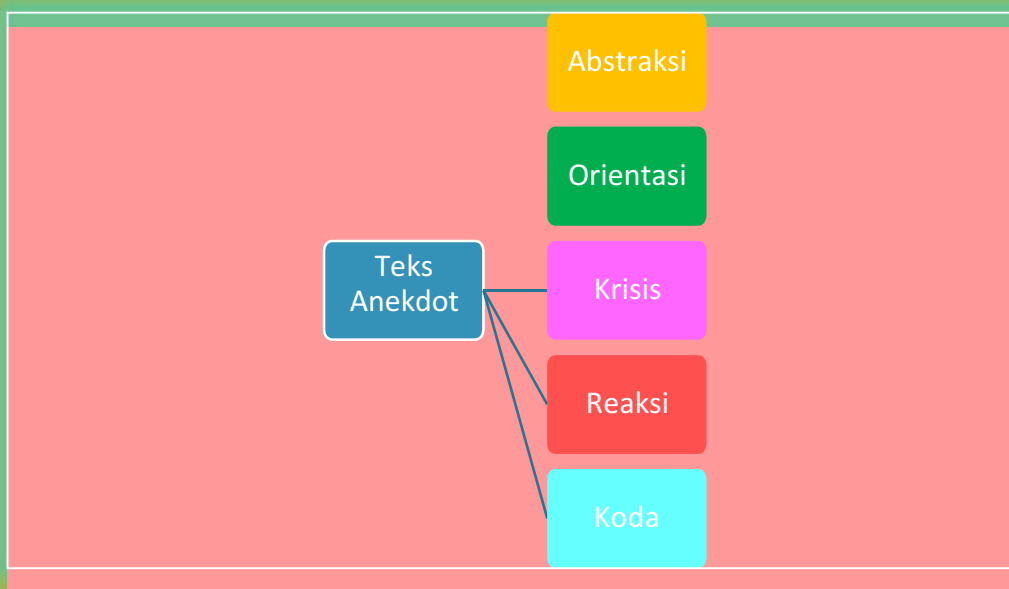 Abstraksi
Orientasi
Teks
Anekdot
Krisis
Reaksi
Koda